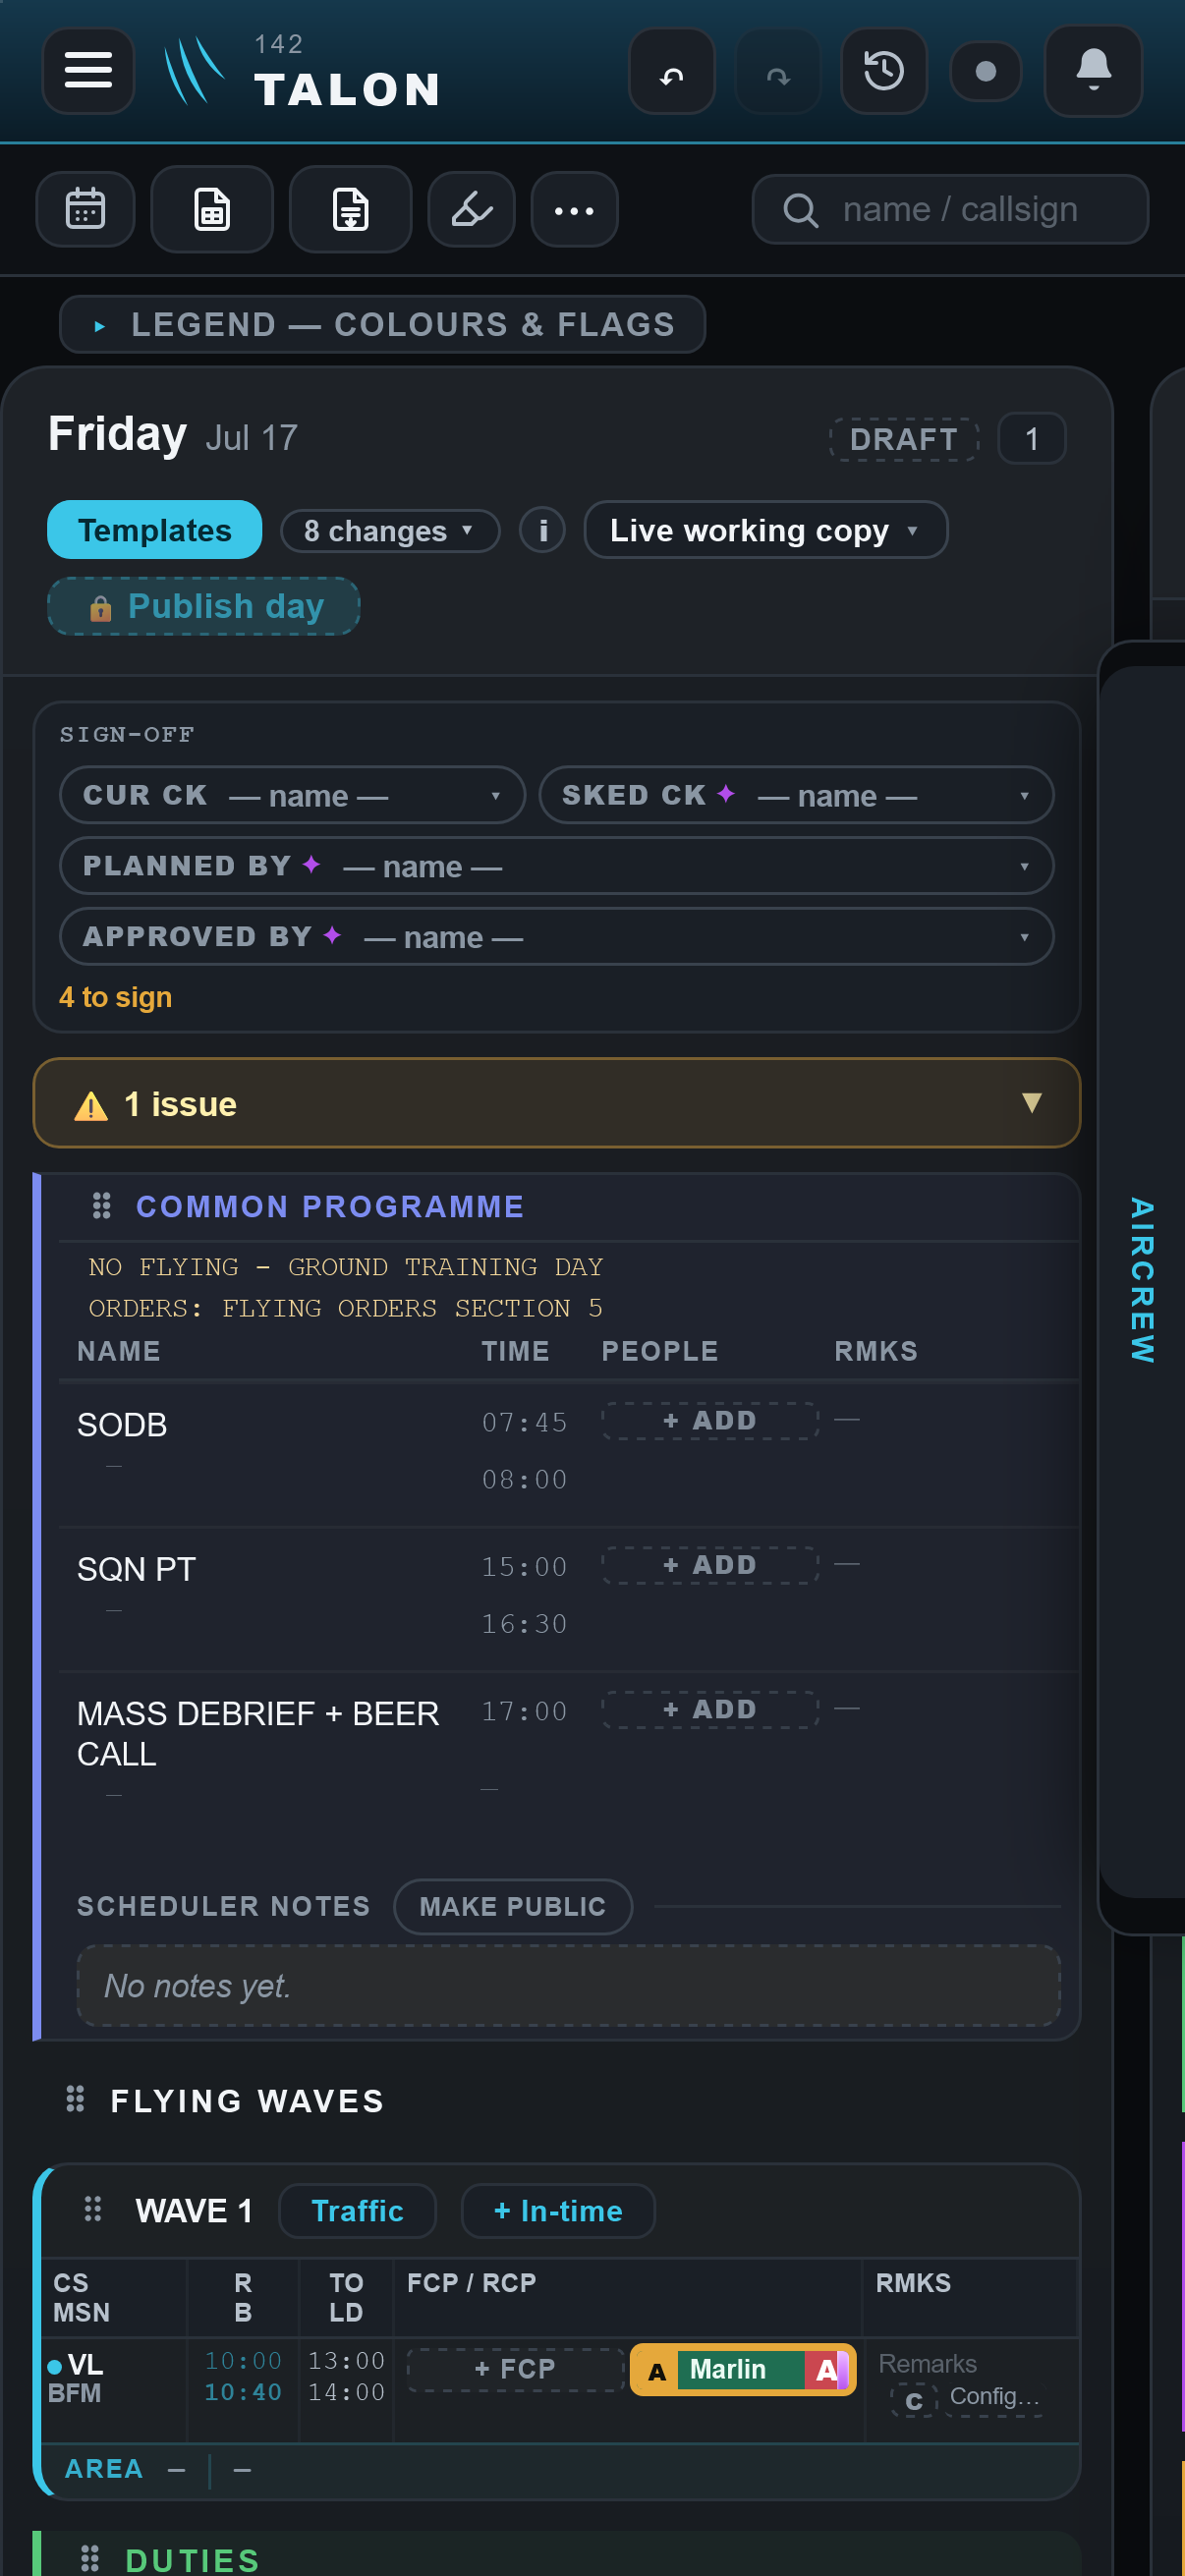 142
TALON
name / callsign
LEGEND — COLOURS & FLAGS
Friday Jul 17 DRAFT 1
Templates 8 changes i Live working copy
Publish day
SIGN-OFF
CUR CK — name — SKED CK — name —
PLANNED BY — name —
APPROVED BY — name —
4 to sign
1 issue
AIRCREW
COMMON PROGRAMME
NO FLYING - GROUND TRAINING DAY
ORDERS: FLYING ORDERS SECTION 5
NAME TIME PEOPLE RMKS
SODB 07:45 + ADD —
— 08:00
SQN PT 15:00 + ADD —
— 16:30
MASS DEBRIEF + BEER 17:00 + ADD —
CALL
— —
SCHEDULER NOTES MAKE PUBLIC
No notes yet.
FLYING WAVES
WAVE 1 Traffic + In-time
CS R TO FCP / RCP RMKS
MSN B LD
VL 10:00 13:00 + FCP A Marlin A Remarks
BFM 10:40 14:00 C Config...
AREA — —
DUTIES